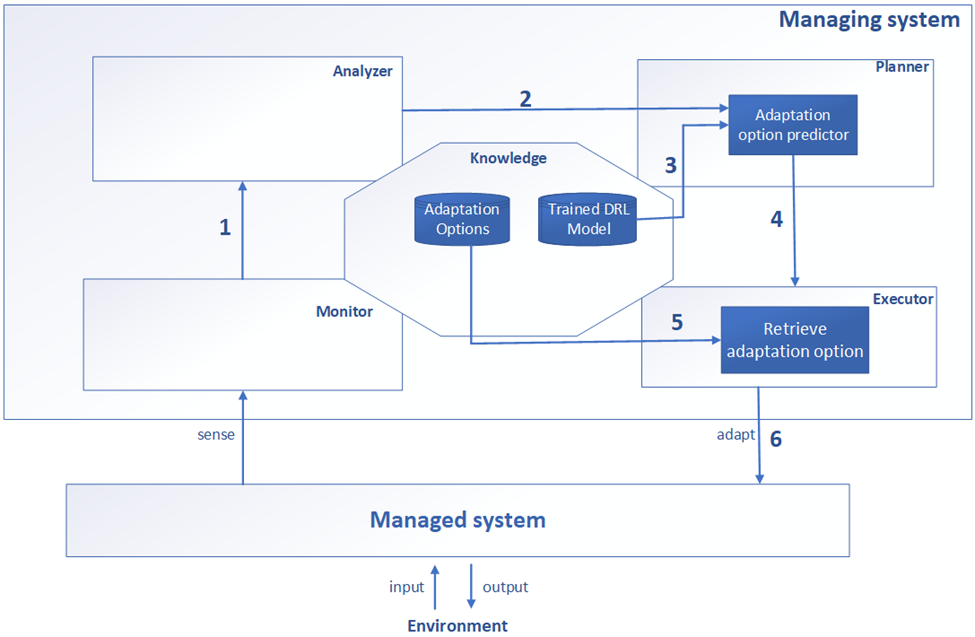 Managing system
Analyzer
Planner
2
Adaptation
option predictor
Knowledge
3
Adaptation
Options
Trained DRL
Model
1
4
Monitor
Executor
5
Retrieve
adaptation option
sense
adapt
6
Managed system
input
output
Environment